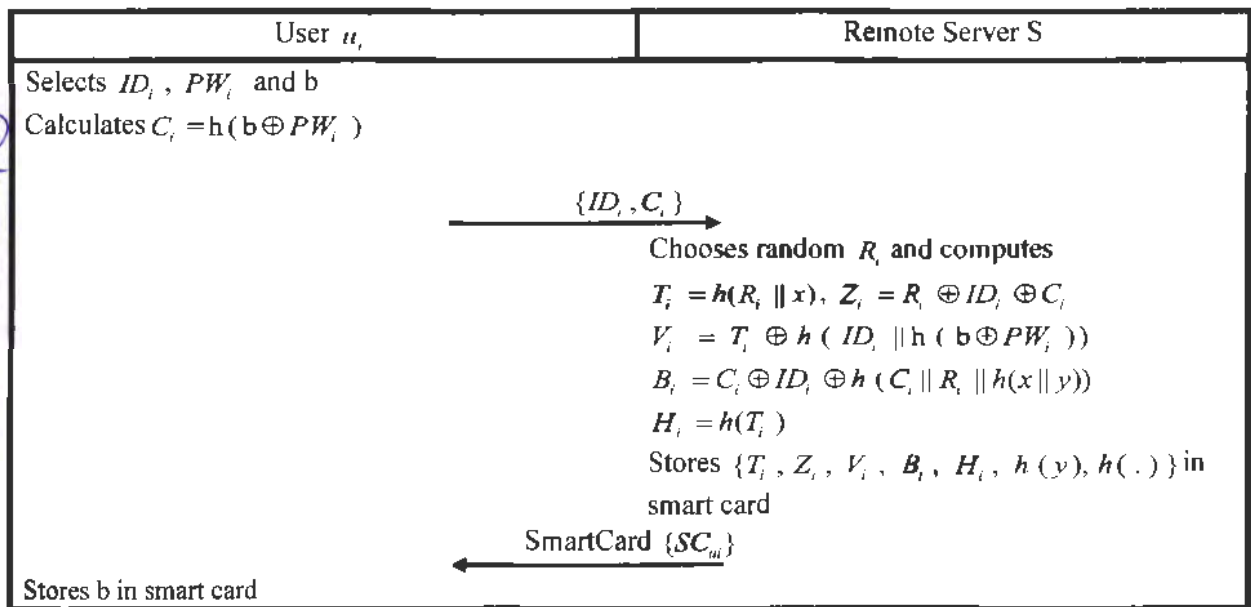 User u_i
Remote Server S
Selects ID_i , PW_i and b
Calculates C_i =h(b⊕PW_i )
{ID_i ,C_i }
Chooses random R_i and computes
T_i =h(R_i || x), Z_i = R_i ⊕ID_i ⊕C_i
V_i = T_i ⊕ h ( ID_i || h ( b⊕PW_i ))
B_i =C_i ⊕ID_i ⊕h (C_i || R_i || h(x|| y))
H_i =h(T_i )
Stores {T_i , Z_i , V_i , B_i , H_i , h (y), h( . ) } in
smart card
SmartCard {SC_ui}
Stores b in smart card